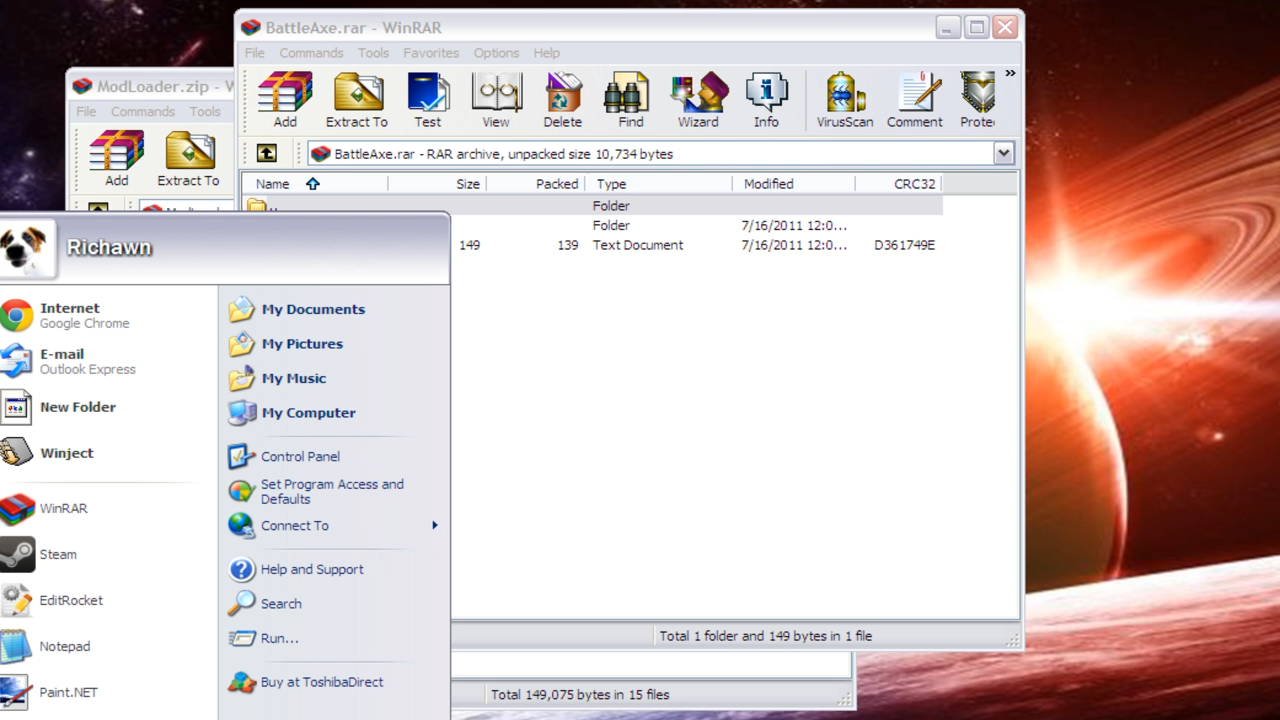 BattleAxe.rar - WinRAR
File Commands Tools Favorites Options Help
Add Extract To Test View Delete Find Wizard Info VirusScan Comment Prote
»
BattleAxe.rar - RAR archive, unpacked size 10,734 bytes
Name Size Packed Type Modified CRC32
Folder
Folder 7/16/2011 12:0...
149 139 Text Document 7/16/2011 12:0... D361749E
Total 1 folder and 149 bytes in 1 file
ModLoader.zip - W
File Commands Tools
Add Extract To
Total 149,075 bytes in 15 files
Richawn
Internet
Google Chrome
E-mail
Outlook Express
New Folder
Winject
WinRAR
Steam
EditRocket
Notepad
Paint.NET
My Documents
My Pictures
My Music
My Computer
Control Panel
Set Program Access and
Defaults
Connect To
Help and Support
Search
Run...
Buy at ToshibaDirect